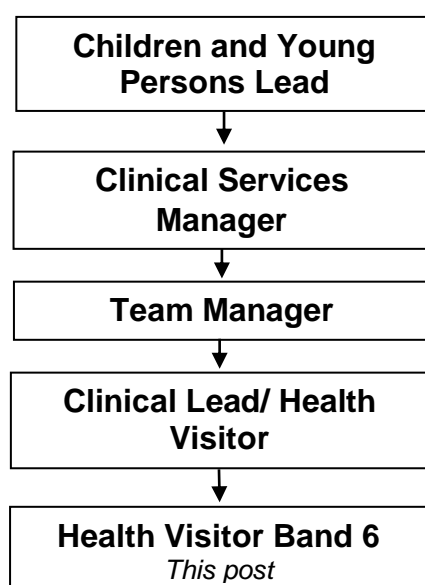 Children and Young
Persons Lead
Clinical Services
Manager
Team Manager
Clinical Lead/ Health
Visitor
Health Visitor Band 6
This post